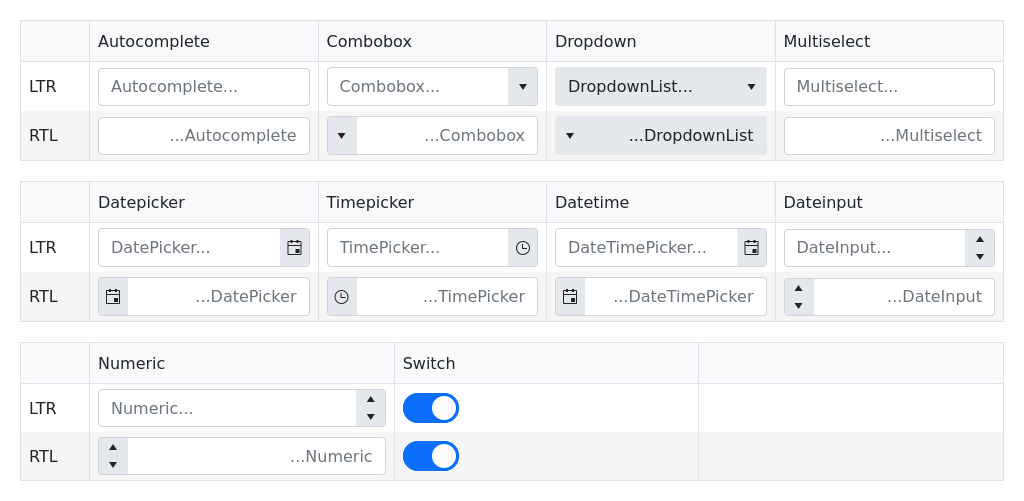 Autocomplete Combobox Dropdown Multiselect
LTR Autocomplete... Combobox... DropdownList... Multiselect...
RTL ...Autocomplete ...Combobox ...DropdownList ...Multiselect
Datepicker Timepicker Datetime Dateinput
LTR DatePicker... TimePicker... DateTimePicker... DateInput...
RTL ...DatePicker ...TimePicker ...DateTimePicker ...DateInput
Numeric Switch
LTR Numeric...
RTL ...Numeric